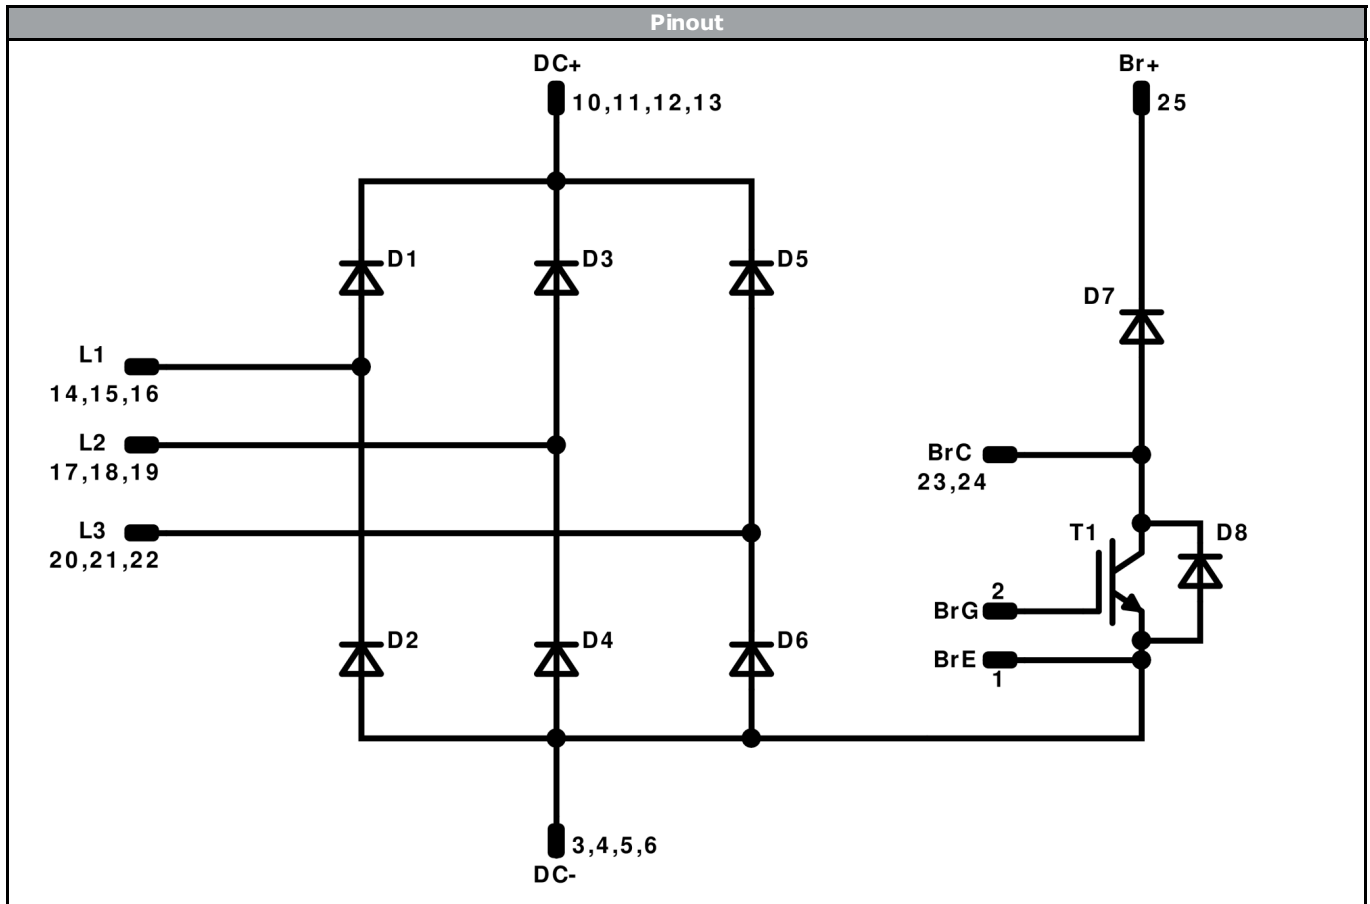 Pinout
DC+
10,11,12,13
Br+
25
D1
D3
D5
D7
L1
14,15,16
L2
17,18,19
L3
20,21,22
BrC
23,24
T1
D8
2
BrG
BrE
1
D2
D4
D6
3,4,5,6
DC-